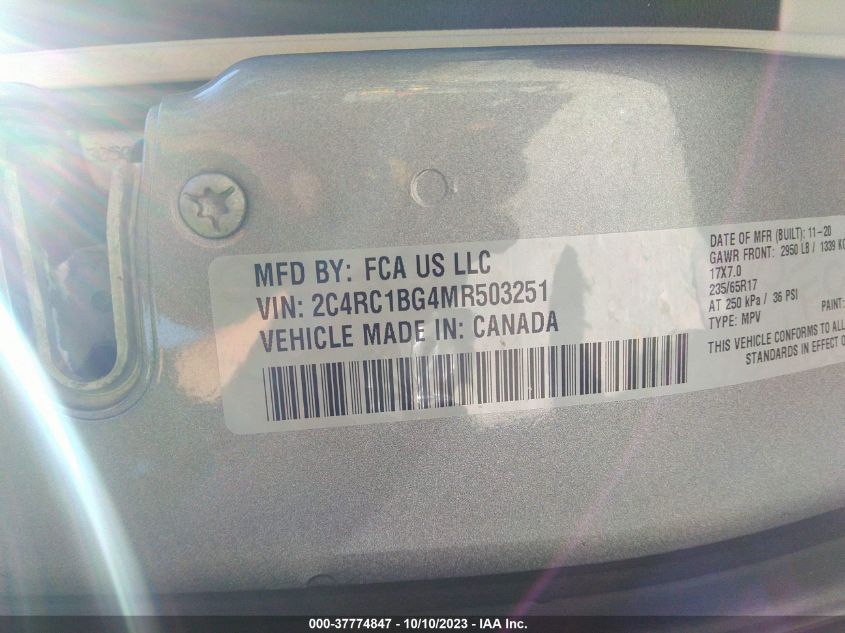 MFD BY: FCA US LLC
VIN: 2C4RC1BG4MR503251
VEHICLE MADE IN: CANADA
DATE OF MFR (BUILT): 11-20
GAWR FRONT: 2950 LB / 1339 KG
17X7.0
235/65R17
AT 250 kPa / 36 PSI
TYPE: MPV
PAINT:
THIS VEHICLE CONFORMS TO ALL
STANDARDS IN EFFECT O
000-37774847 - 10/10/2023 - IAA Inc.